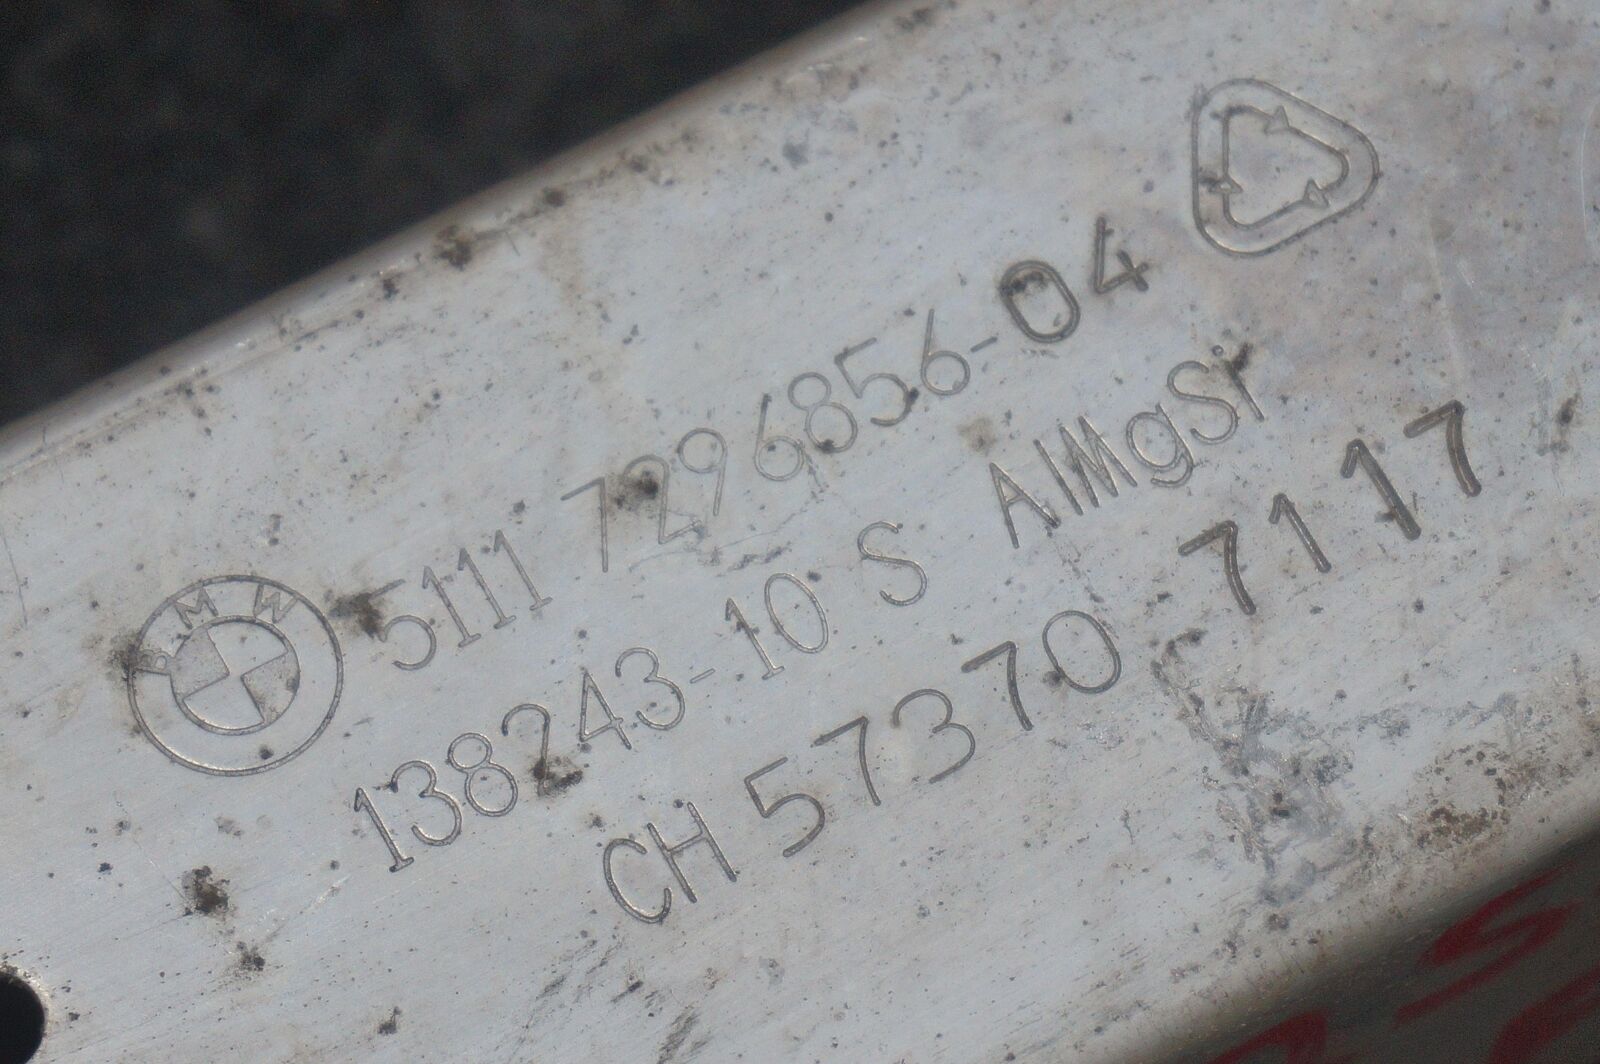 BMW
5111 7296856-04
138243-10 S AlMgSi
CH 57370 7117